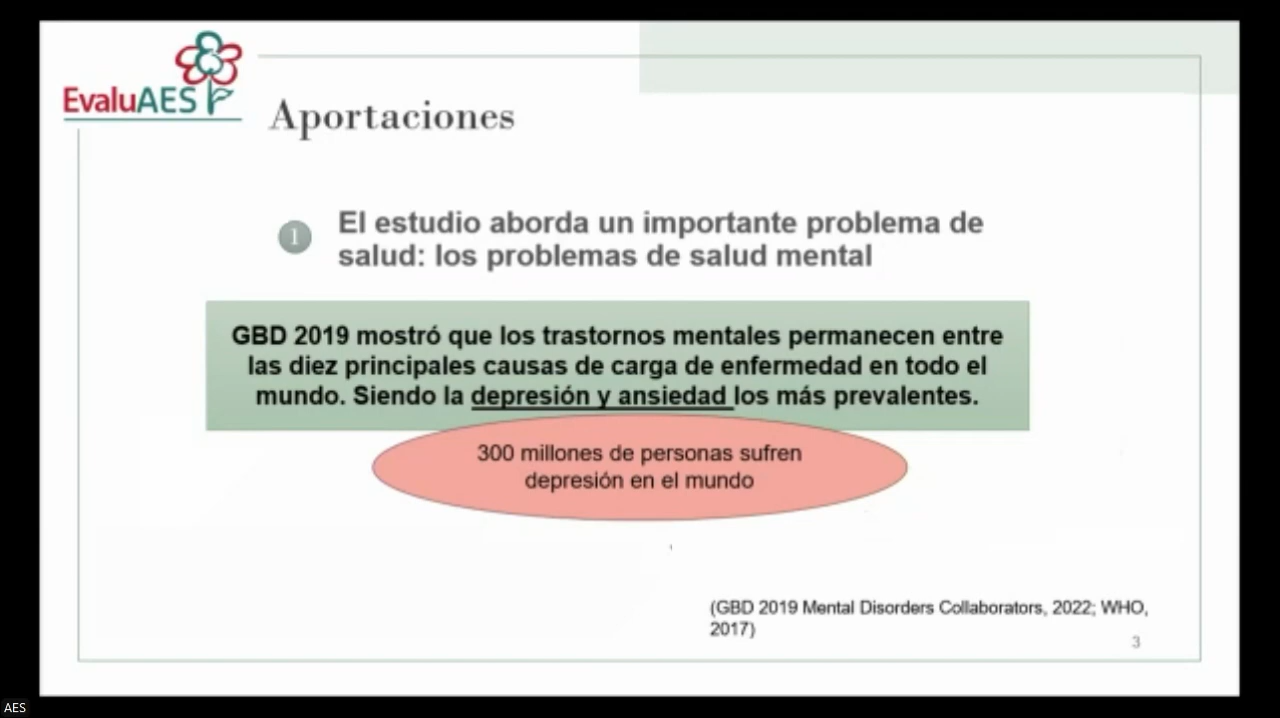 EvaluAES
Aportaciones
1
El estudio aborda un importante problema de
salud: los problemas de salud mental
GBD 2019 mostró que los trastornos mentales permanecen entre
las diez principales causas de carga de enfermedad en todo el
mundo. Siendo la depresión y ansiedad los más prevalentes.
300 millones de personas sufren
depresión en el mundo
(GBD 2019 Mental Disorders Collaborators, 2022; WHO,
2017)
3
AES